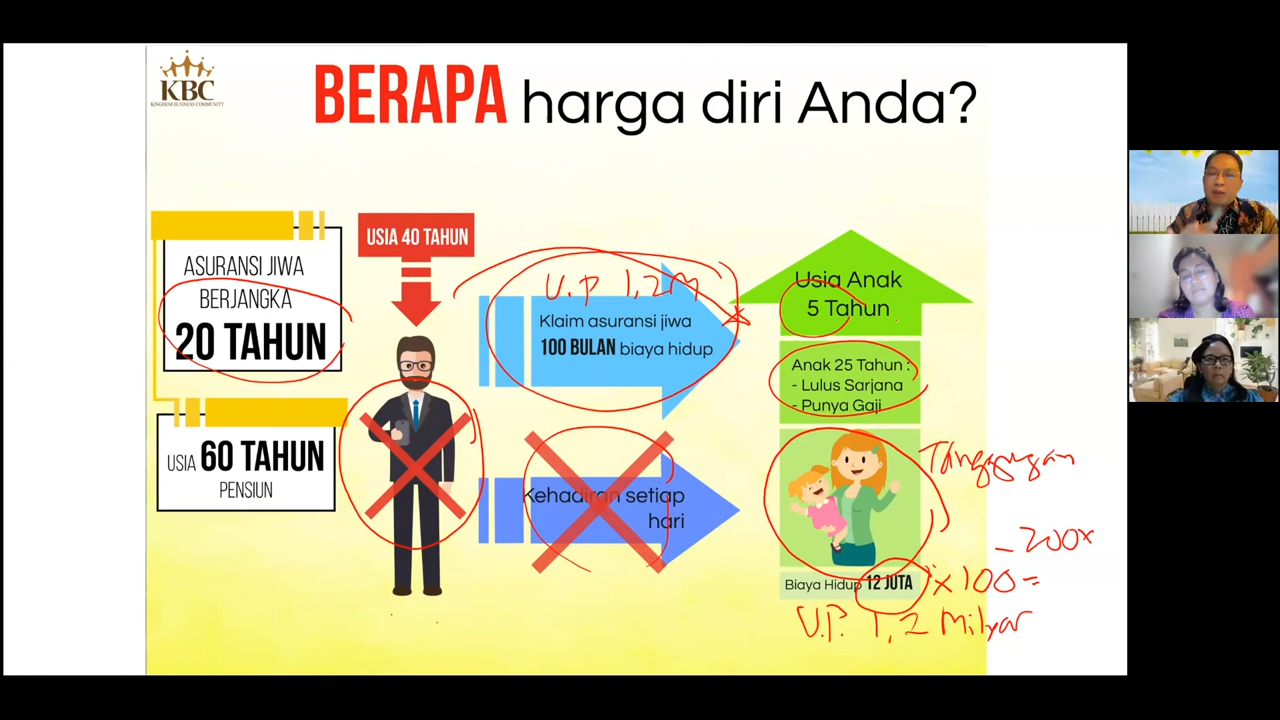 KBC
KINGDOM BUSINESS COMMUNITY
BERAPA harga diri Anda?
ASURANSI JIWA
BERJANGKA
20 TAHUN
USIA 60 TAHUN
PENSIUN
USIA 40 TAHUN
U.P 1,2 M
Klaim asuransi jiwa
100 BULAN biaya hidup
Kehadiran setiap
hari
Usia Anak
5 Tahun
Anak 25 Tahun :
- Lulus Sarjana
- Punya Gaji
Tanggungan
- 200x
Biaya Hidup 12 JUTA
x 100 =
U.P. 1,2 Milyar